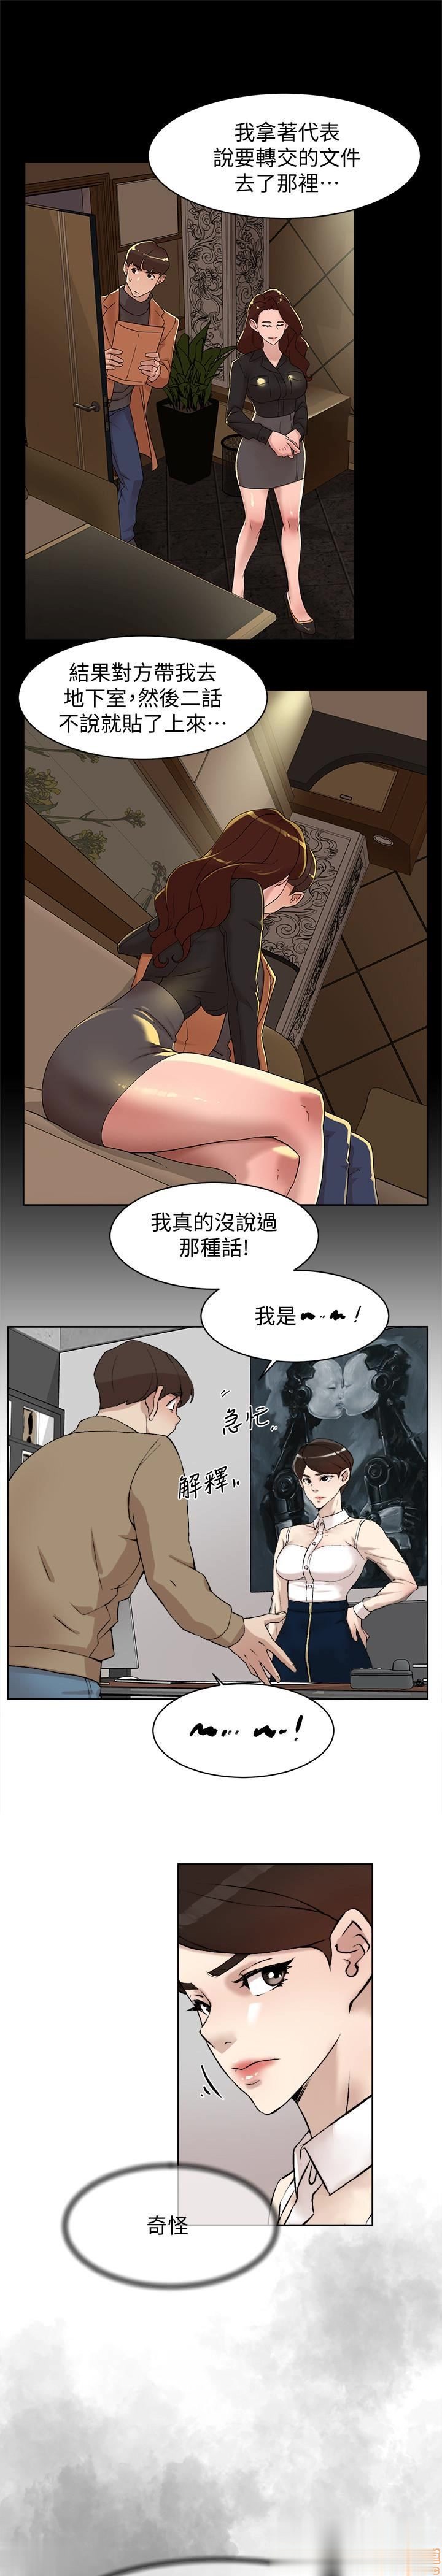 我拿著代表
說要轉交的文件
去了那裡…
結果對方帶我去
地下室，然後二話
不說就貼了上來…
我真的沒說過
那種話!
我是
急忙
解釋
奇怪